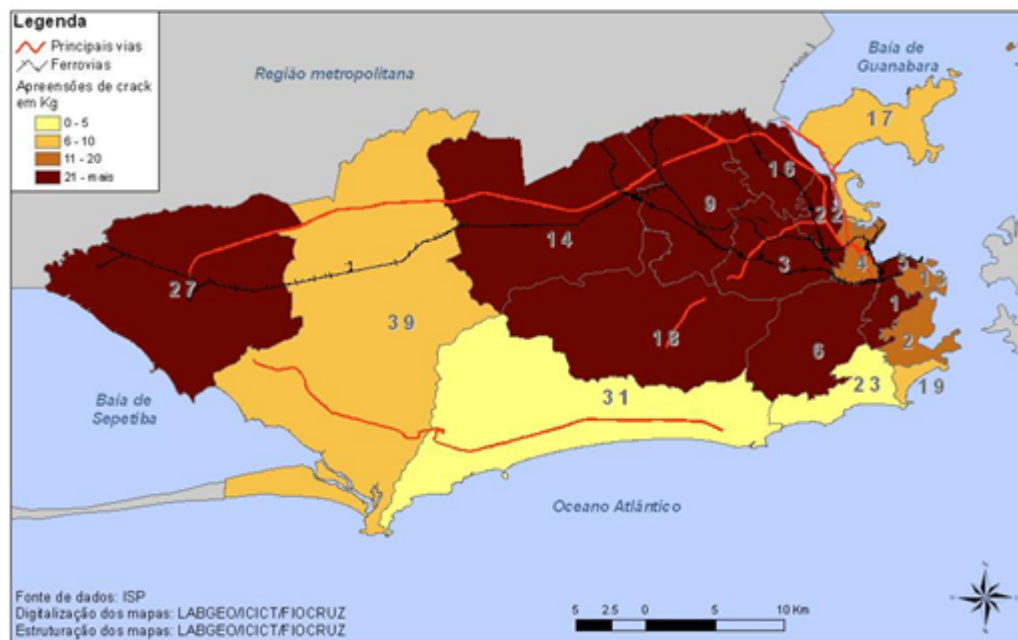 Legenda
Principais vias
Ferrovias
Apreensões de crack
em Kg
0 - 5
6 - 10
11 - 20
21 - mais
Região metropolitana
Baía de
Guanabara
17
16
9
22
14
3
4
5
13
27
1
39
18
6
2
23
19
31
Baía de
Sepetiba
Oceano Atlântico
Fonte de dados: ISP
Digitalização dos mapas: LABGEO/ICICT/FIOCRUZ
Estruturação dos mapas: LABGEO/ICICT/FIOCRUZ
5 2.5 0 5 10 Km